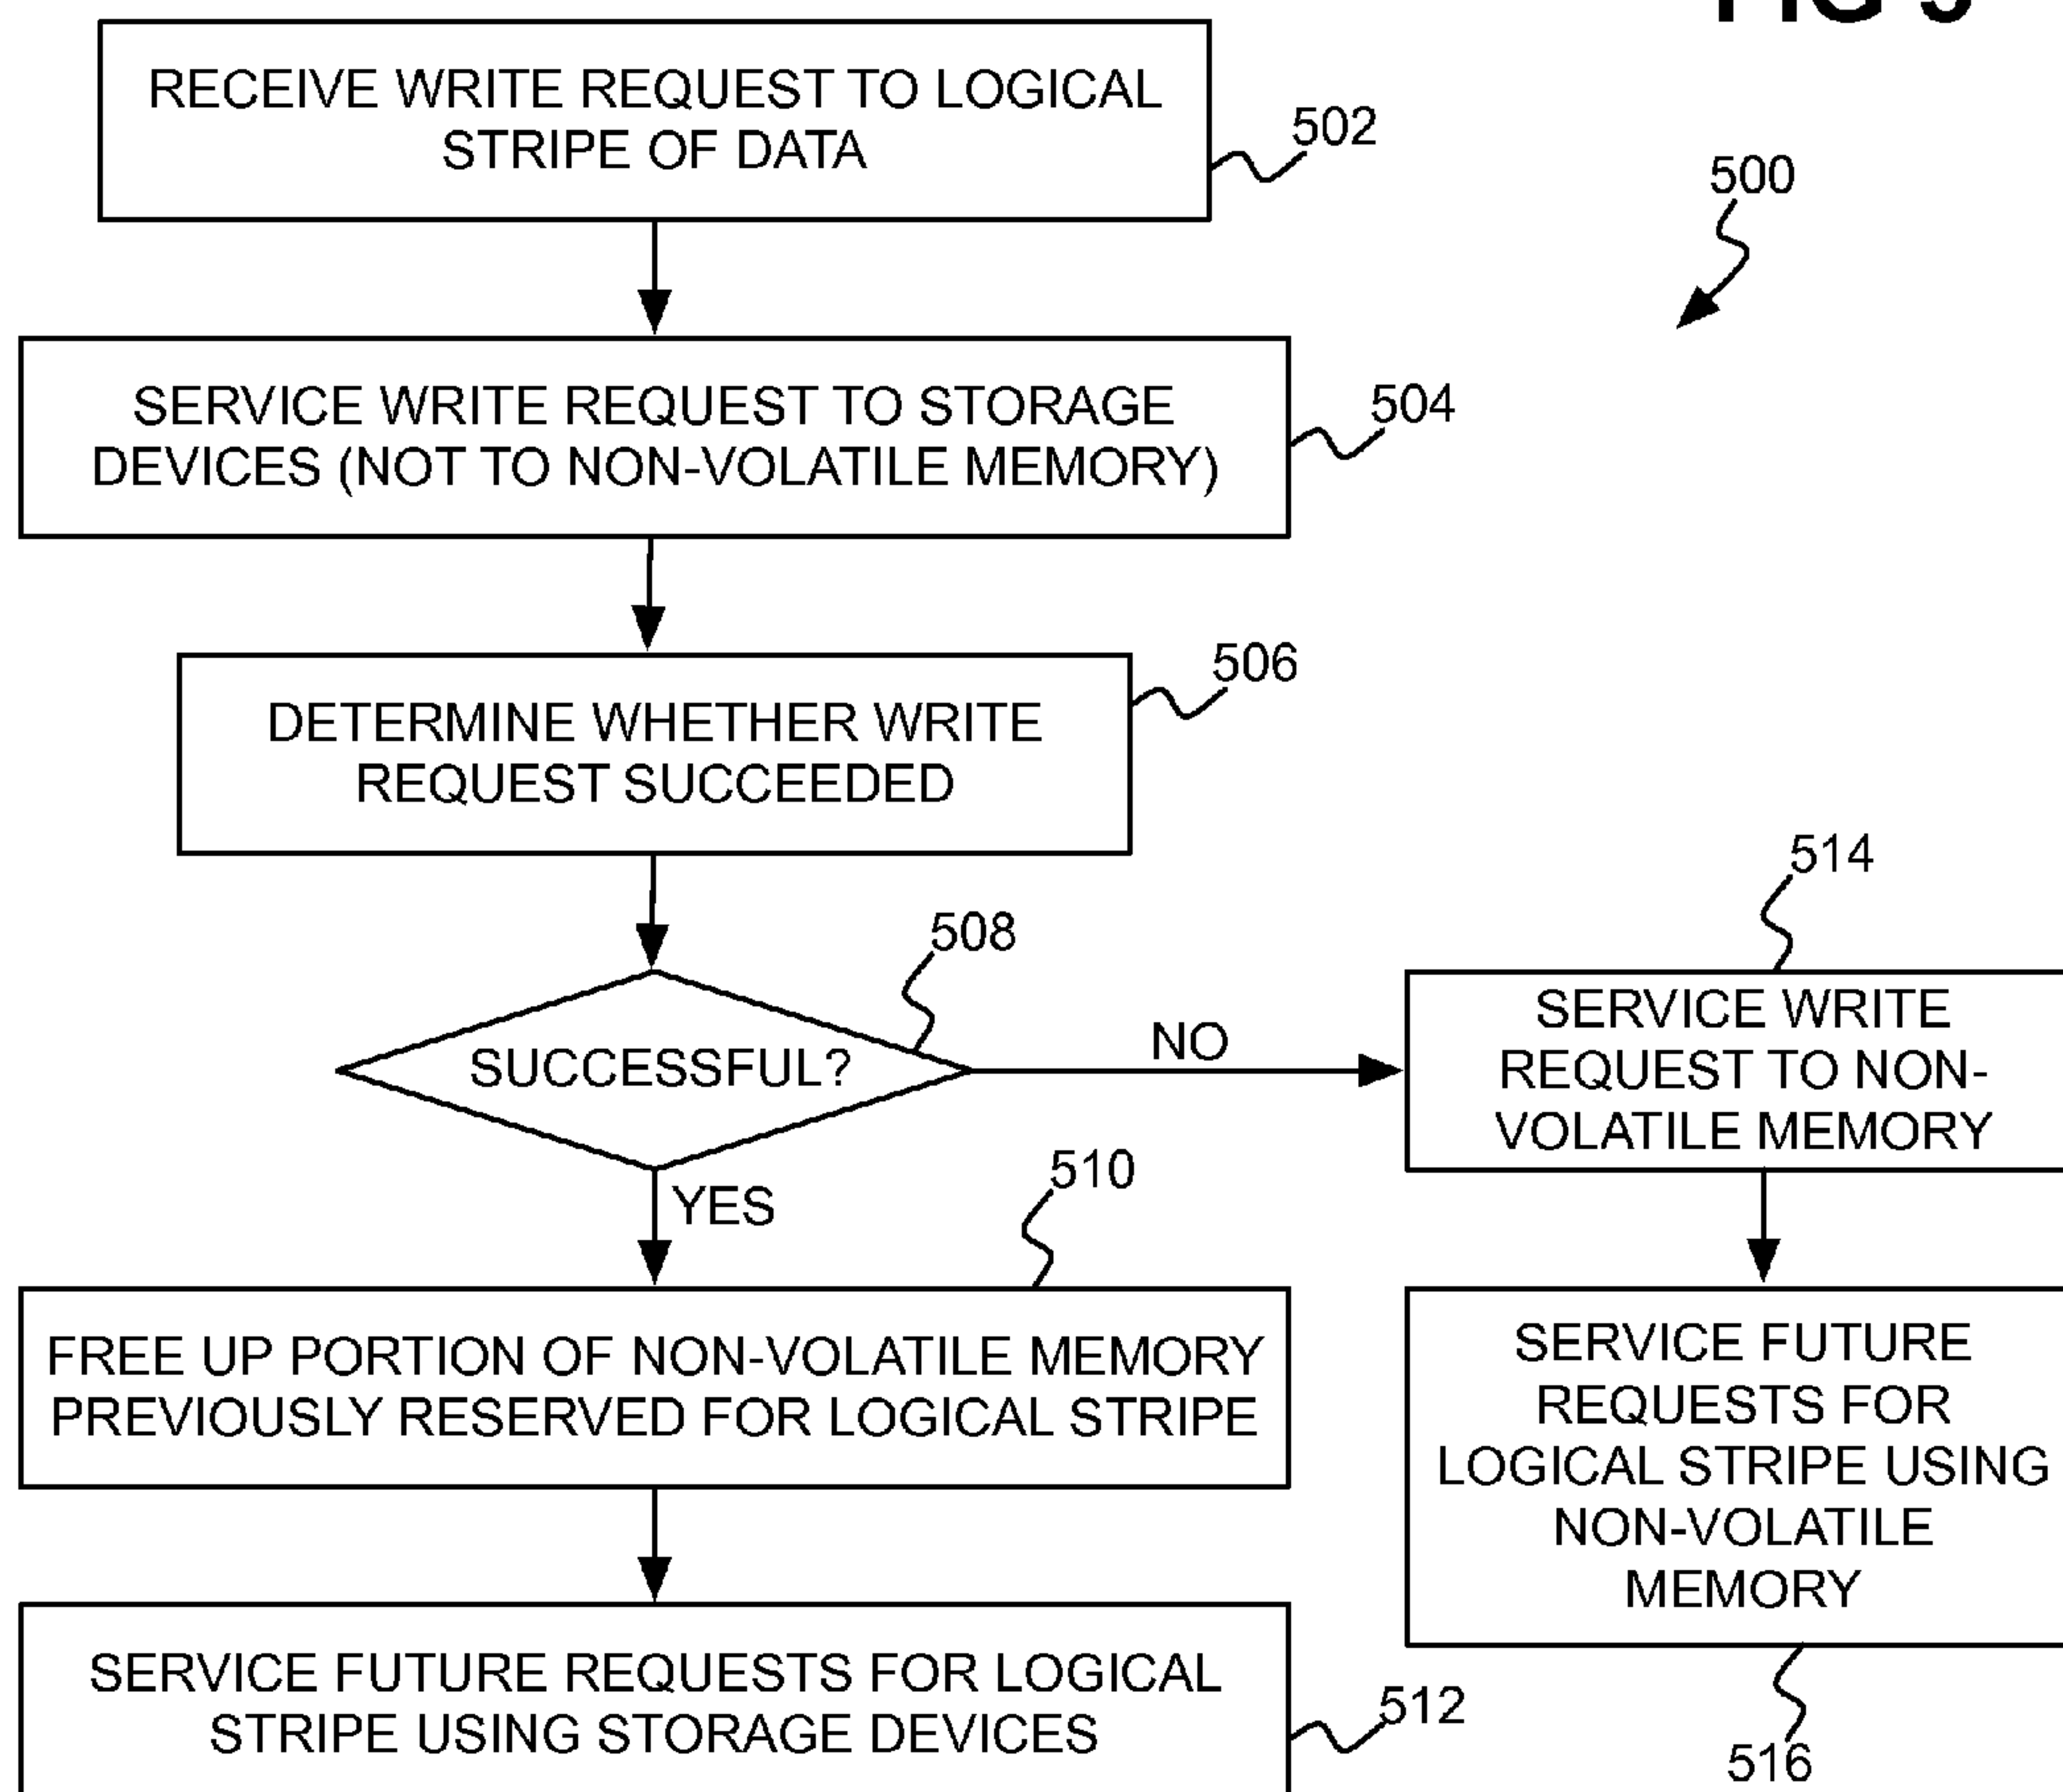 RECEIVE WRITE REQUEST TO LOGICAL
STRIPE OF DATA
502
500
SERVICE WRITE REQUEST TO STORAGE
DEVICES (NOT TO NON-VOLATILE MEMORY)
504
DETERMINE WHETHER WRITE
REQUEST SUCCEEDED
506
SUCCESSFUL?
508
NO
YES
514
SERVICE WRITE
REQUEST TO NON-
VOLATILE MEMORY
510
FREE UP PORTION OF NON-VOLATILE MEMORY
PREVIOUSLY RESERVED FOR LOGICAL STRIPE
SERVICE FUTURE
REQUESTS FOR
LOGICAL STRIPE USING
NON-VOLATILE
MEMORY
516
SERVICE FUTURE REQUESTS FOR LOGICAL
STRIPE USING STORAGE DEVICES
512